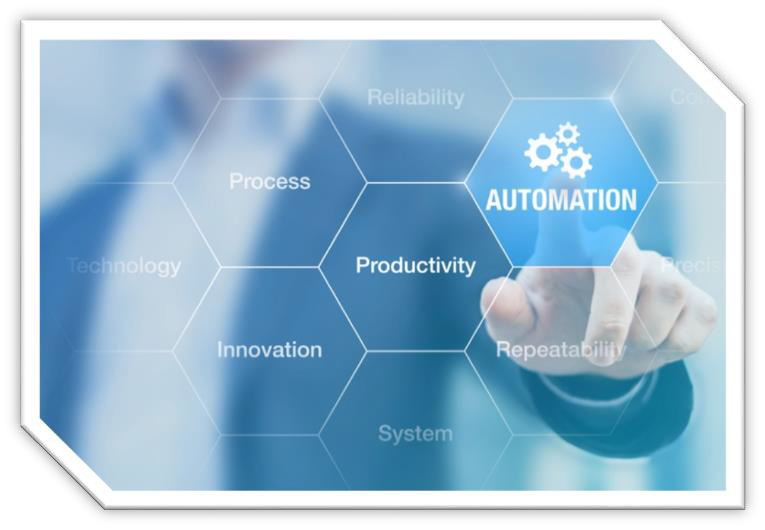 Reliability
Process
AUTOMATION
Technology
Productivity
Innovation
Repeatability
System